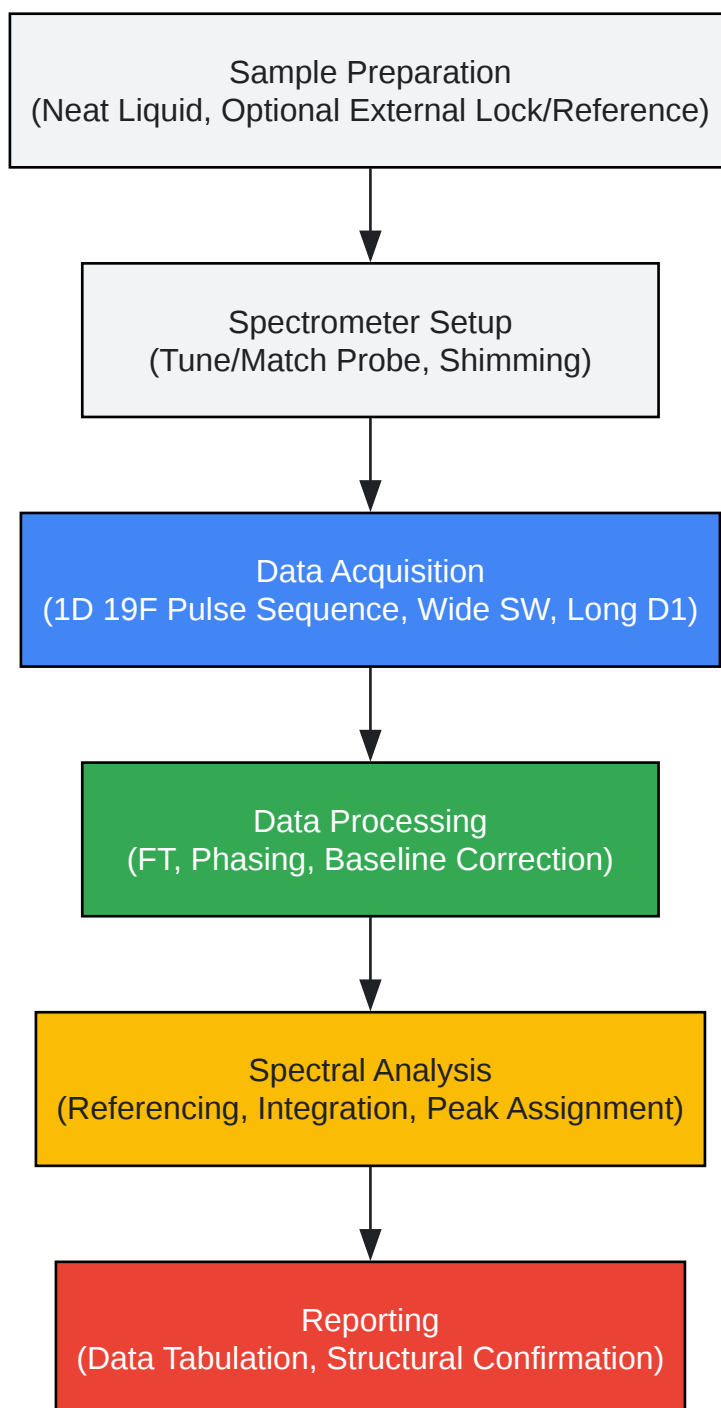 Sample Preparation
(Neat Liquid, Optional External Lock/Reference)
Spectrometer Setup
(Tune/Match Probe, Shimming)
Data Acquisition
(1D 19F Pulse Sequence, Wide SW, Long D1)
Data Processing
(FT, Phasing, Baseline Correction)
Spectral Analysis
(Referencing, Integration, Peak Assignment)
Reporting
(Data Tabulation, Structural Confirmation)